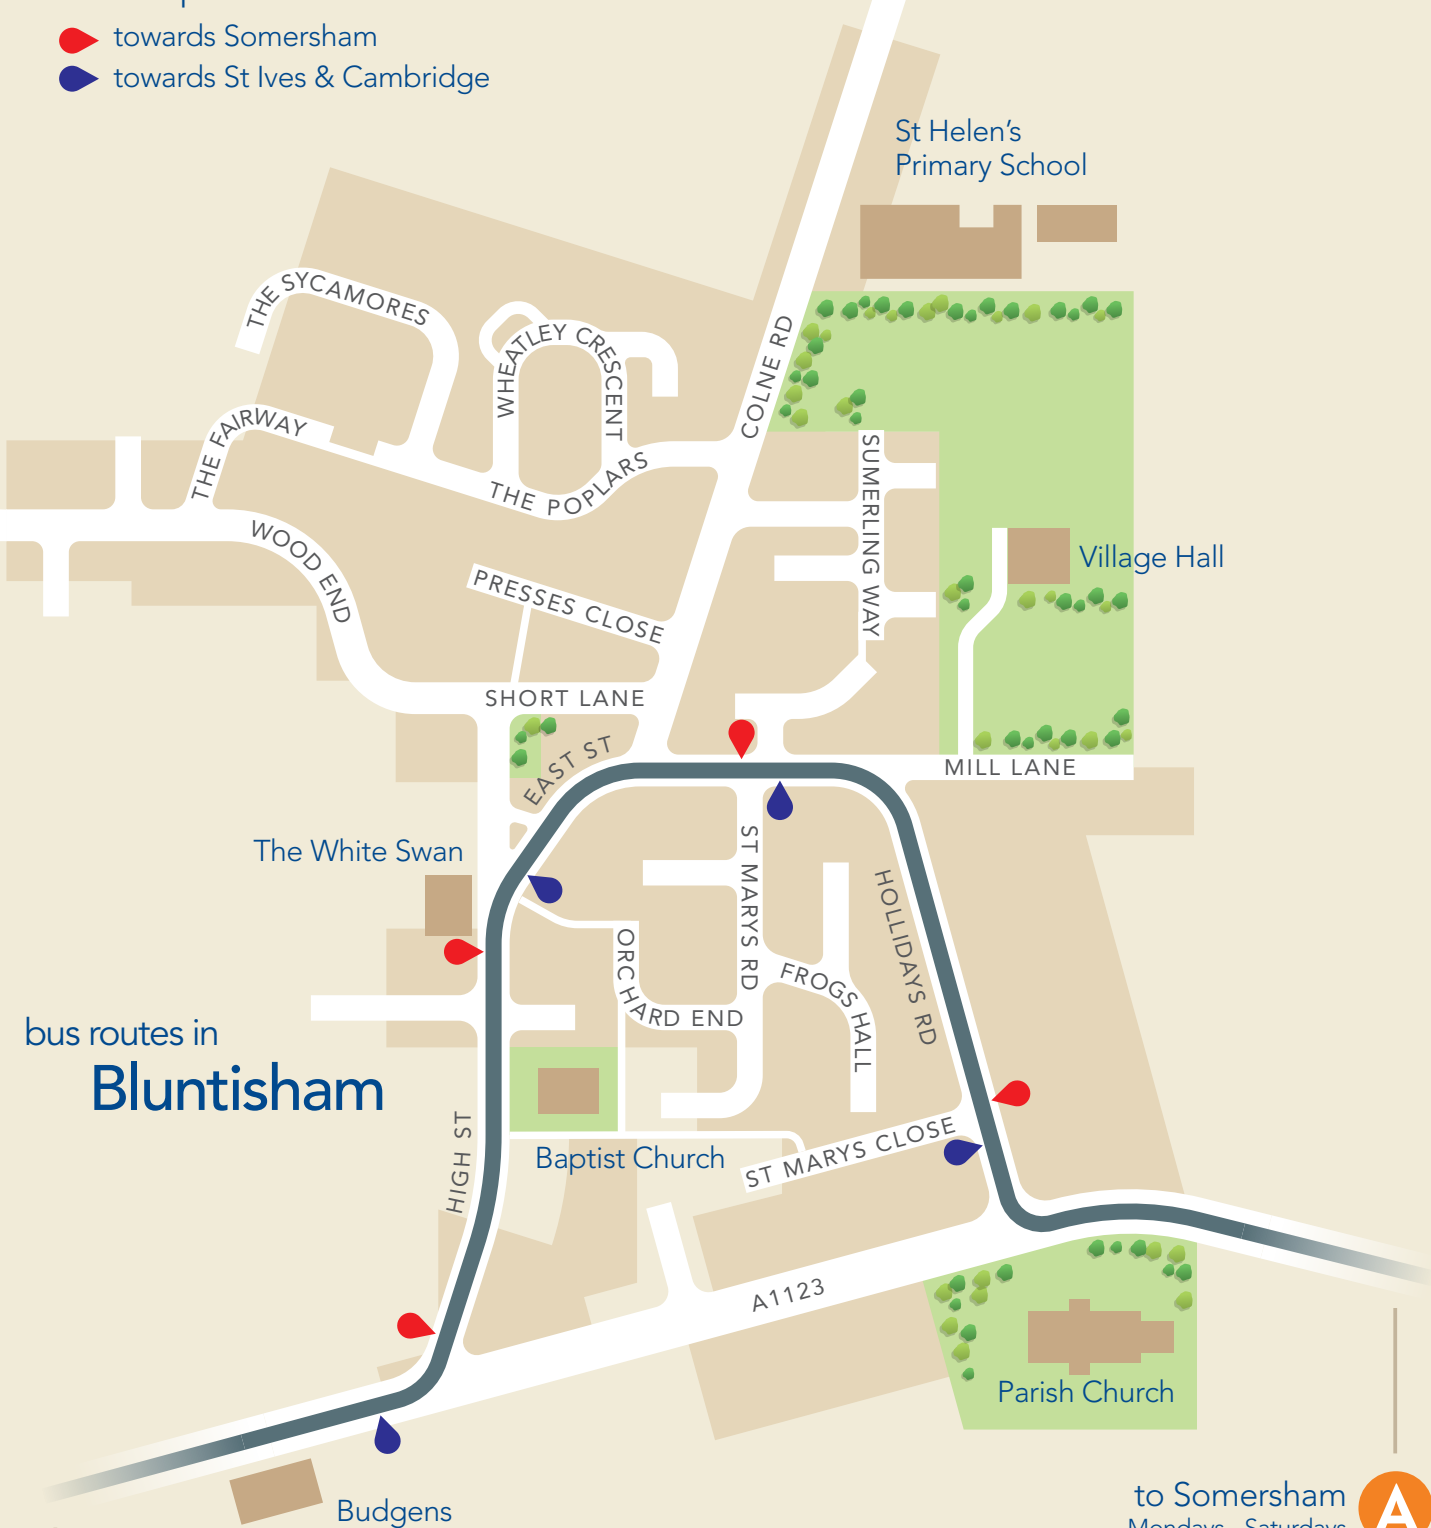 towards Somersham
towards St Ives & Cambridge
St Helen's
Primary School
THE SYCAMORES
WHEATLEY CRESCENT
COLNE RD
THE FAIRWAY
THE POPLARS
SUMERLING WAY
WOOD END
Village Hall
PRESSES CLOSE
SHORT LANE
EAST ST
MILL LANE
The White Swan
ST MARYS RD
HOLLIDAYS RD
ORCHARD END
FROGS HALL
bus routes in
Bluntisham
HIGH ST
Baptist Church
ST MARYS CLOSE
A1123
Parish Church
Budgens
to Somersham
Mondays - Saturdays
A